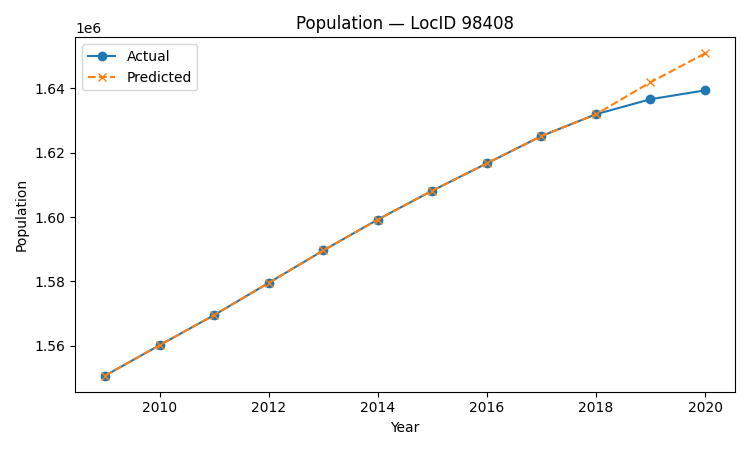 Population — LocID 98408
1e6
Actual
Predicted
1.64
1.62
1.60
1.58
1.56
Population
2010 2012 2014 2016 2018 2020
Year